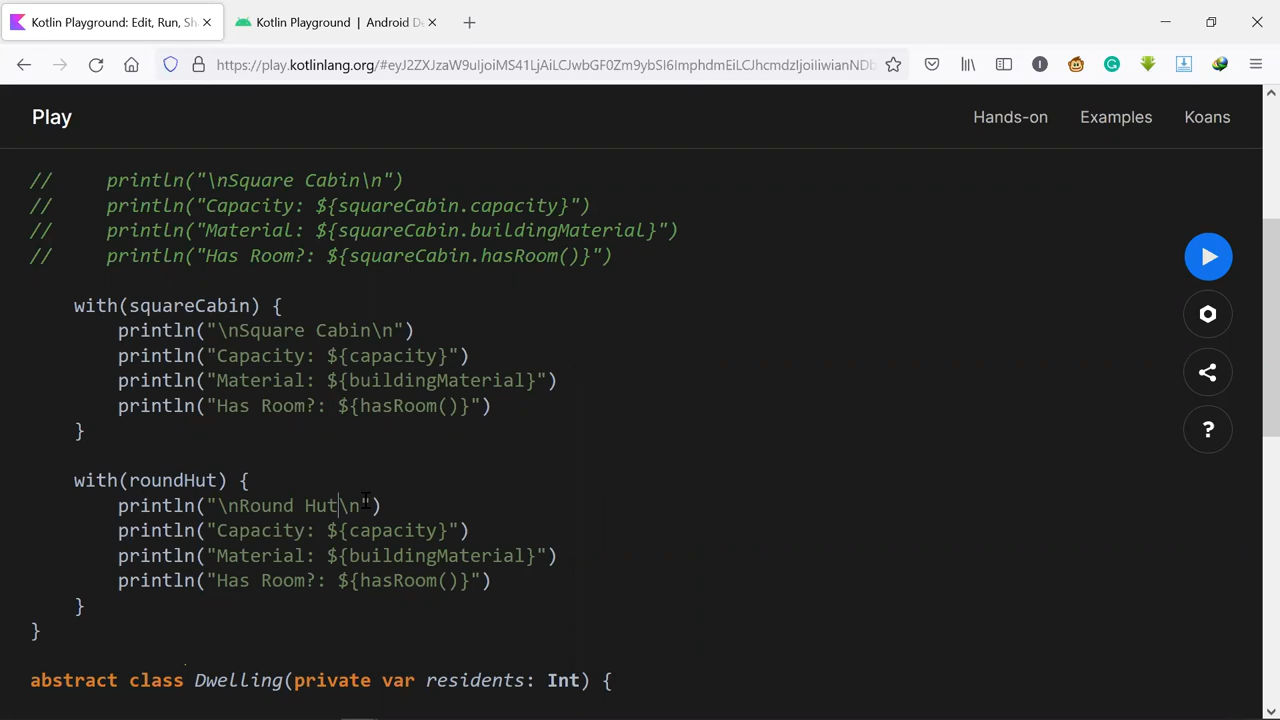 Kotlin Playground: Edit, Run, Sh
Kotlin Playground | Android De
https://play.kotlinlang.org/#eyJ2ZXJzaW9uIjoiMS41LjAiLCJwbGF0Zm9ybSI6ImphdmEiLCJhcmdzIjoiIiwianNDb
Play
Hands-on
Examples
Koans
// println("\nSquare Cabin\n")
// println("Capacity: ${squareCabin.capacity}")
// println("Material: ${squareCabin.buildingMaterial}")
// println("Has Room?: ${squareCabin.hasRoom()}")
with(squareCabin) {
println("\nSquare Cabin\n")
println("Capacity: ${capacity}")
println("Material: ${buildingMaterial}")
println("Has Room?: ${hasRoom()}")
}
with(roundHut) {
println("\nRound Hut\n")
println("Capacity: ${capacity}")
println("Material: ${buildingMaterial}")
println("Has Room?: ${hasRoom()}")
}
}
abstract class Dwelling(private var residents: Int) {